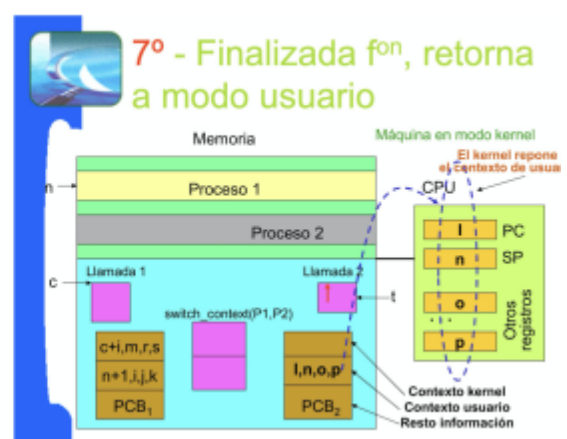 7º - Finalizada fᵒⁿ, retorna
a modo usuario
Memoria
Máquina en modo kernel
El kernel repone
el contexto de usuar
CPU
Proceso 1
Proceso 2
l PC
n SP
o
. . .
p
Otros
registros
Llamada 1
Llamada 2
c
t
switch_context(P1,P2)
c+i,m,r,s
n+1,i,j,k
PCB₁
l,n,o,p
PCB₂
Contexto kernel
Contexto usuario
Resto información